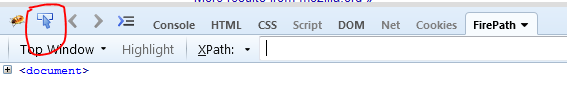 Console HTML CSS Script DOM Net Cookies FirePath
Top Window Highlight XPath:
<document>